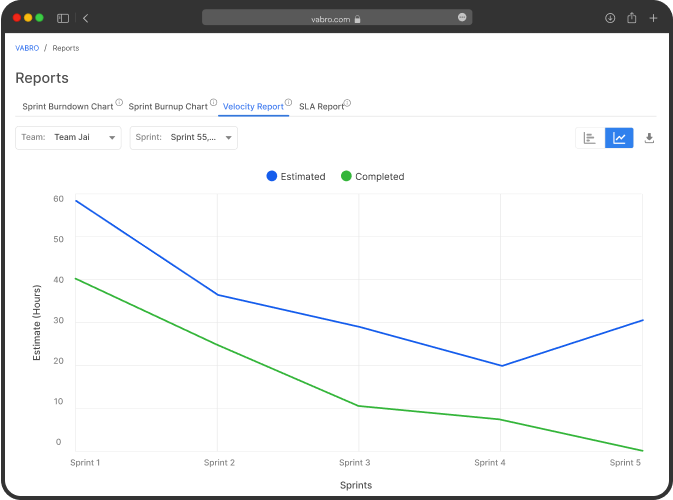 vabro.com
VABRO / Reports
Reports
Sprint Burndown Chart Sprint Burnup Chart Velocity Report SLA Report
Team: Team Jai Sprint: Sprint 55,...
Estimated Completed
60
50
40
30
20
10
0
Estimate (Hours)
Sprint 1 Sprint 2 Sprint 3 Sprint 4 Sprint 5
Sprints